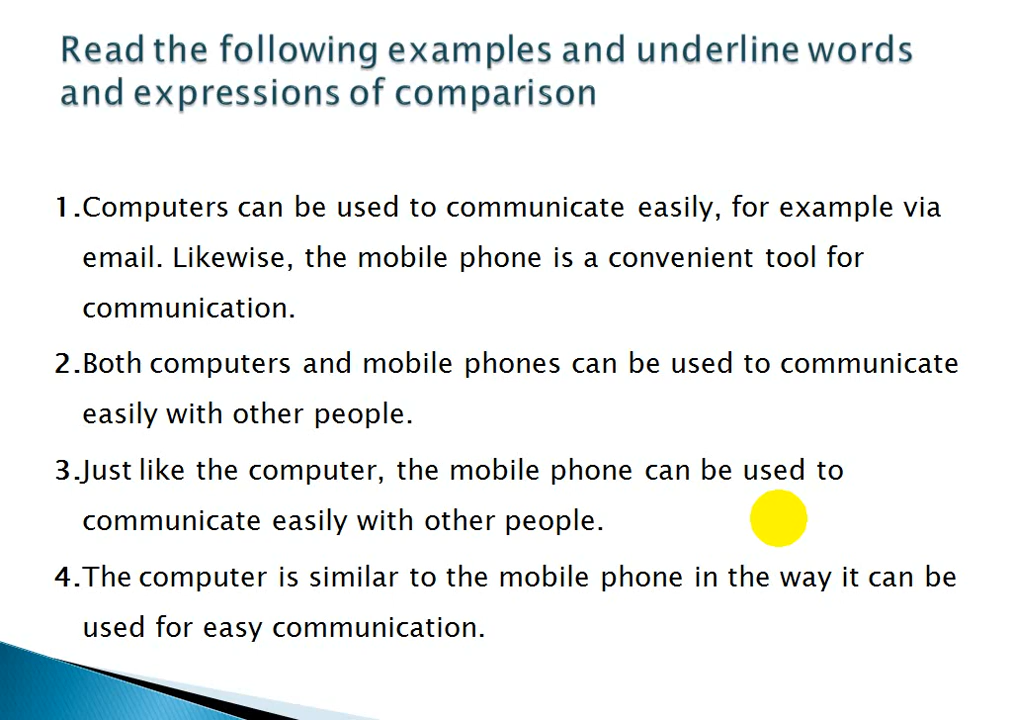 Read the following examples and underline words
and expressions of comparison
1.Computers can be used to communicate easily, for example via
email. Likewise, the mobile phone is a convenient tool for
communication.
2.Both computers and mobile phones can be used to communicate
easily with other people.
3.Just like the computer, the mobile phone can be used to
communicate easily with other people.
4.The computer is similar to the mobile phone in the way it can be
used for easy communication.